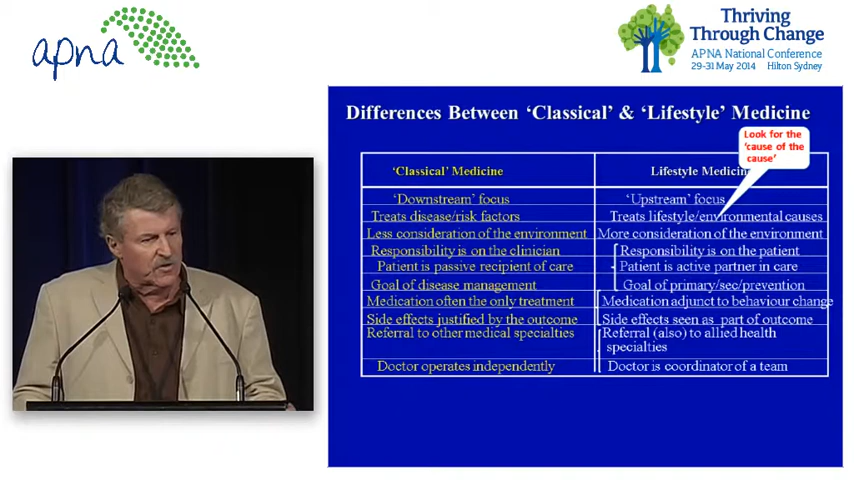 apna
Thriving
Through Change
APNA National Conference
29-31 May 2014 Hilton Sydney
Differences Between ‘Classical’ & ‘Lifestyle’ Medicine
Look for the
‘cause of the
cause’
‘Classical’ Medicine Lifestyle Medicin
‘Downstream’ focus ‘Upstream’ focus
Treats disease/risk factors Treats lifestyle/environmental causes
Less consideration of the environment More consideration of the environment
Responsibility is on the clinician Responsibility is on the patient
Patient is passive recipient of care Patient is active partner in care
Goal of disease management Goal of primary/sec/prevention
Medication often the only treatment Medication adjunct to behaviour change
Side effects justified by the outcome Side effects seen as part of outcome
Referral to other medical specialties Referral (also) to allied health
specialties
Doctor operates independently Doctor is coordinator of a team